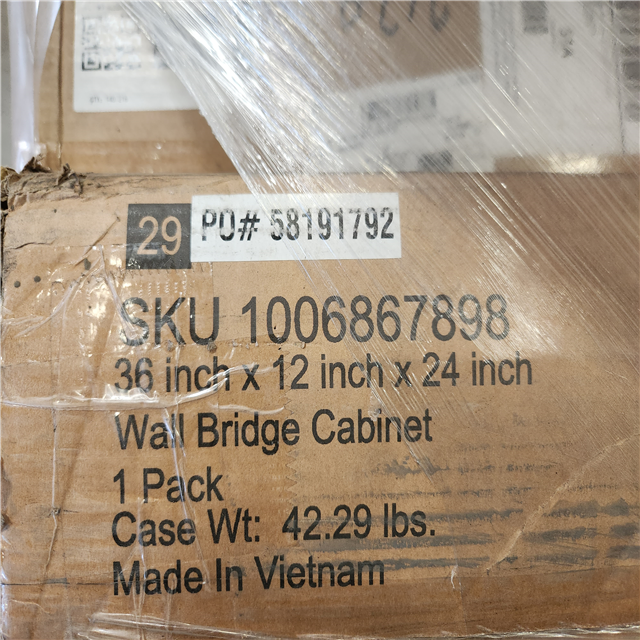 29 PO# 58191792
SKU 1006867898
36 inch x 12 inch x 24 inch
Wall Bridge Cabinet
1 Pack
Case Wt: 42.29 lbs.
Made In Vietnam